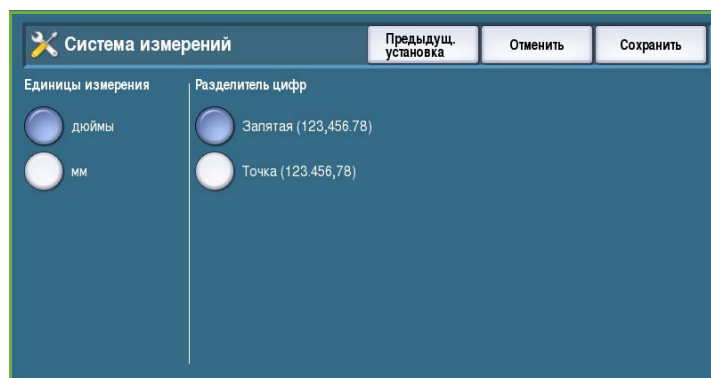 Система измерений
Предыдущ.
установка
Отменить
Сохранить
Единицы измерения
Разделитель цифр
дюймы
Запятая (123,456.78)
мм
Точка (123.456,78)